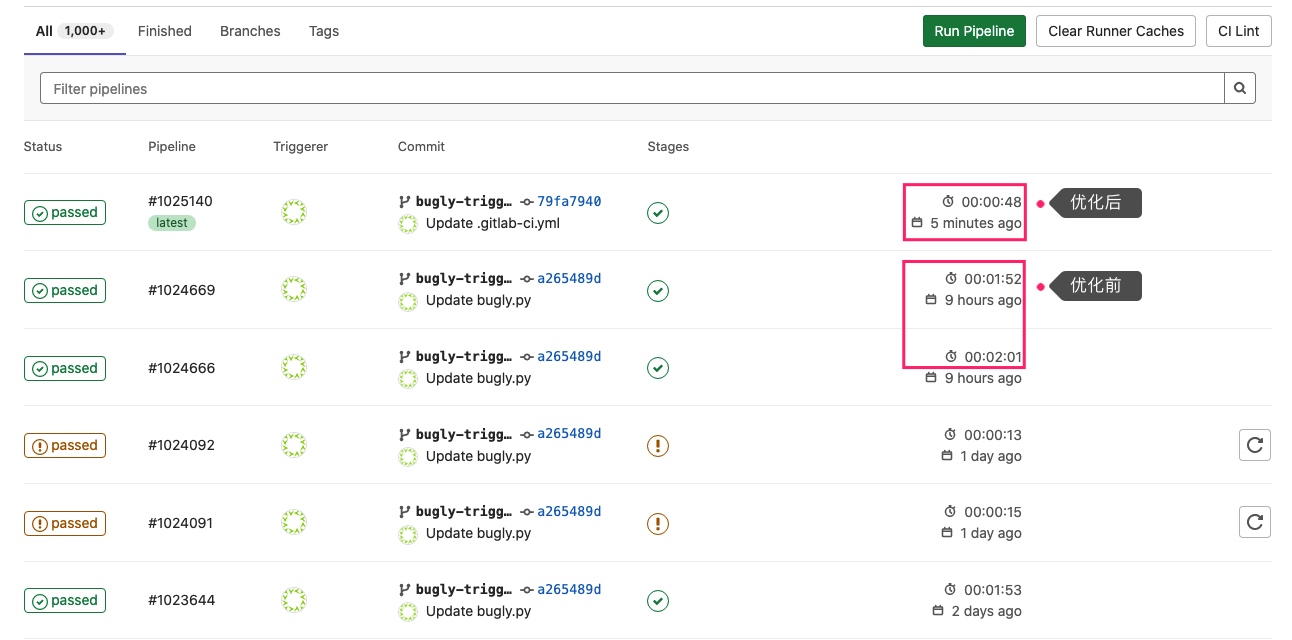 All 1,000+ Finished Branches Tags Run Pipeline Clear Runner Caches CI Lint
Filter pipelines
Status Pipeline Triggerer Commit Stages
passed #1025140 latest bugly-trigg… 79fa7940 00:00:48 优化后
Update .gitlab-ci.yml 5 minutes ago
passed #1024669 bugly-trigg… a265489d 00:01:52 优化前
Update bugly.py 9 hours ago
passed #1024666 bugly-trigg… a265489d 00:02:01
Update bugly.py 9 hours ago
passed #1024092 bugly-trigg… a265489d 00:00:13
Update bugly.py 1 day ago
passed #1024091 bugly-trigg… a265489d 00:00:15
Update bugly.py 1 day ago
passed #1023644 bugly-trigg… a265489d 00:01:53
Update bugly.py 2 days ago